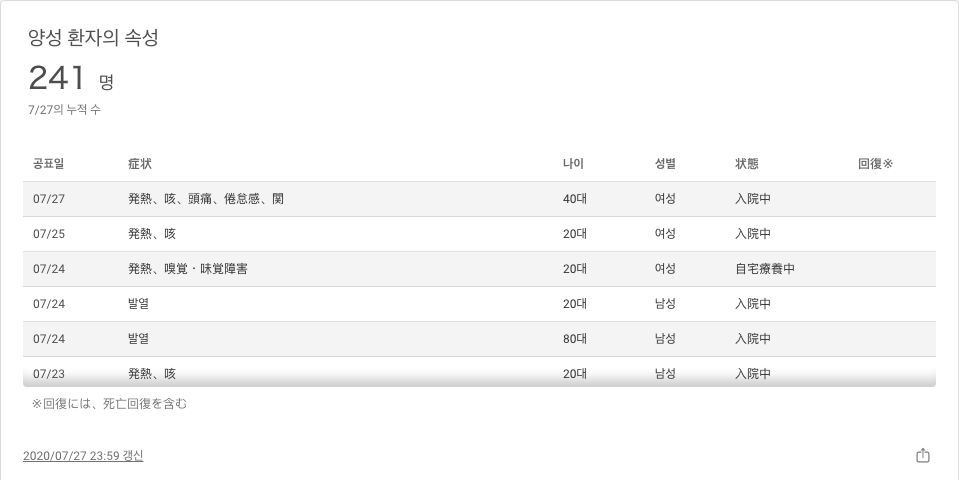 양성 환자의 속성
241 명
7/27의 누적 수
공표일 症状 나이 성별 状態 回復※
07/27 発熱、咳、頭痛、倦怠感、関 40대 여성 入院中
07/25 発熱、咳 20대 여성 入院中
07/24 発熱、嗅覚・味覚障害 20대 여성 自宅療養中
07/24 발열 20대 남성 入院中
07/24 발열 80대 남성 入院中
07/23 発熱、咳 20대 남성 入院中
※回復には、死亡回復を含む
2020/07/27 23:59 갱신